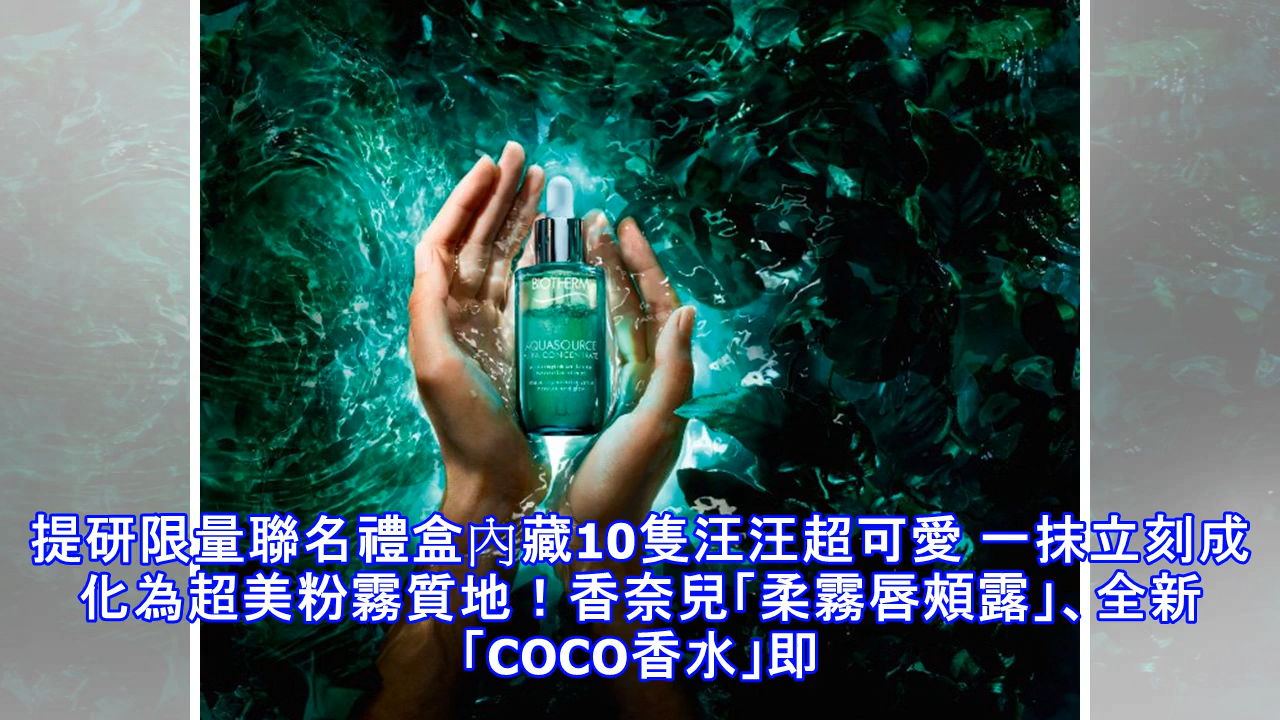 BIOTHERM
AQUASOURCE
AURA CONCENTRATE
提研限量聯名禮盒內藏10隻汪汪超可愛 一抹立刻成
化為超美粉霧質地！香奈兒「柔霧唇頰露」、全新
「COCO香水」即